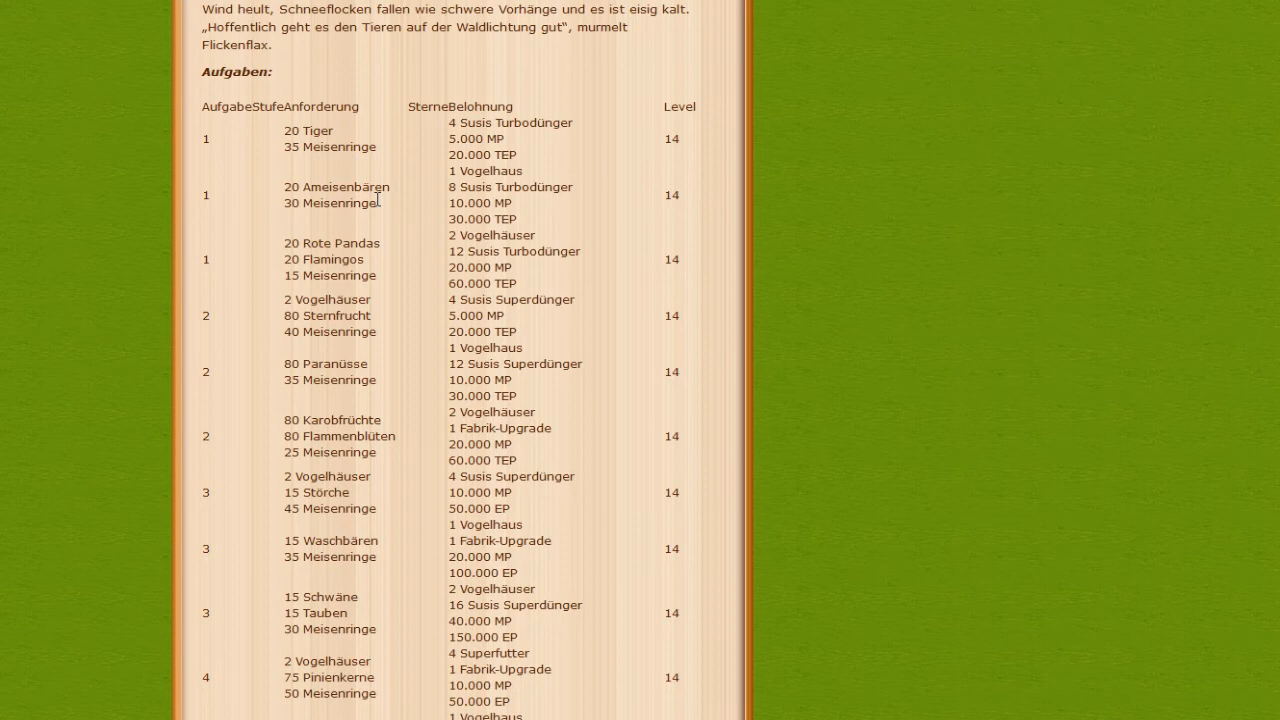 Wind heult, Schneeflocken fallen wie schwere Vorhänge und es ist eisig kalt.
„Hoffentlich geht es den Tieren auf der Waldlichtung gut“, murmelt
Flickenflax.
Aufgaben:
AufgabeStufeAnforderung SterneBelohnung Level
4 Susis Turbodünger
20 Tiger
1 5.000 MP 14
35 Meisenringe
20.000 TEP
1 Vogelhaus
20 Ameisenbären 8 Susis Turbodünger
1 14
30 Meisenringe 10.000 MP
30.000 TEP
2 Vogelhäuser
20 Rote Pandas
12 Susis Turbodünger
1 20 Flamingos 14
20.000 MP
15 Meisenringe
60.000 TEP
2 Vogelhäuser 4 Susis Superdünger
2 80 Sternfrucht 5.000 MP 14
40 Meisenringe 20.000 TEP
1 Vogelhaus
80 Paranüsse 12 Susis Superdünger
2 14
35 Meisenringe 10.000 MP
30.000 TEP
2 Vogelhäuser
80 Karobfrüchte
1 Fabrik-Upgrade
2 80 Flammenblüten 14
20.000 MP
25 Meisenringe
60.000 TEP
2 Vogelhäuser 4 Susis Superdünger
3 15 Störche 10.000 MP 14
45 Meisenringe 50.000 EP
1 Vogelhaus
15 Waschbären 1 Fabrik-Upgrade
3 14
35 Meisenringe 20.000 MP
100.000 EP
2 Vogelhäuser
15 Schwäne
16 Susis Superdünger
3 15 Tauben 14
40.000 MP
30 Meisenringe
150.000 EP
4 Superfutter
2 Vogelhäuser
1 Fabrik-Upgrade
4 75 Pinienkerne 14
10.000 MP
50 Meisenringe
50.000 EP
1 Vogelhaus